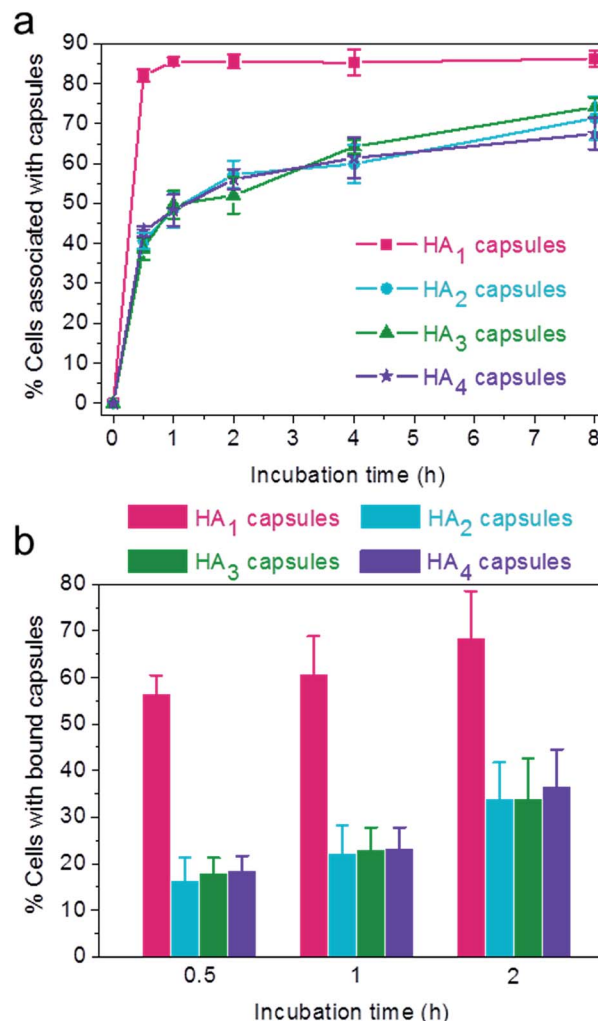 a
% Cells associated with capsules
90
80
70
60
50
40
30
20
10
0
HA1 capsules
HA2 capsules
HA3 capsules
HA4 capsules
0 1 2 3 4 5 6 7 8
Incubation time (h)
HA1 capsules HA2 capsules
HA3 capsules HA4 capsules
b
% Cells with bound capsules
80
70
60
50
40
30
20
10
0
0.5 1 2
Incubation time (h)